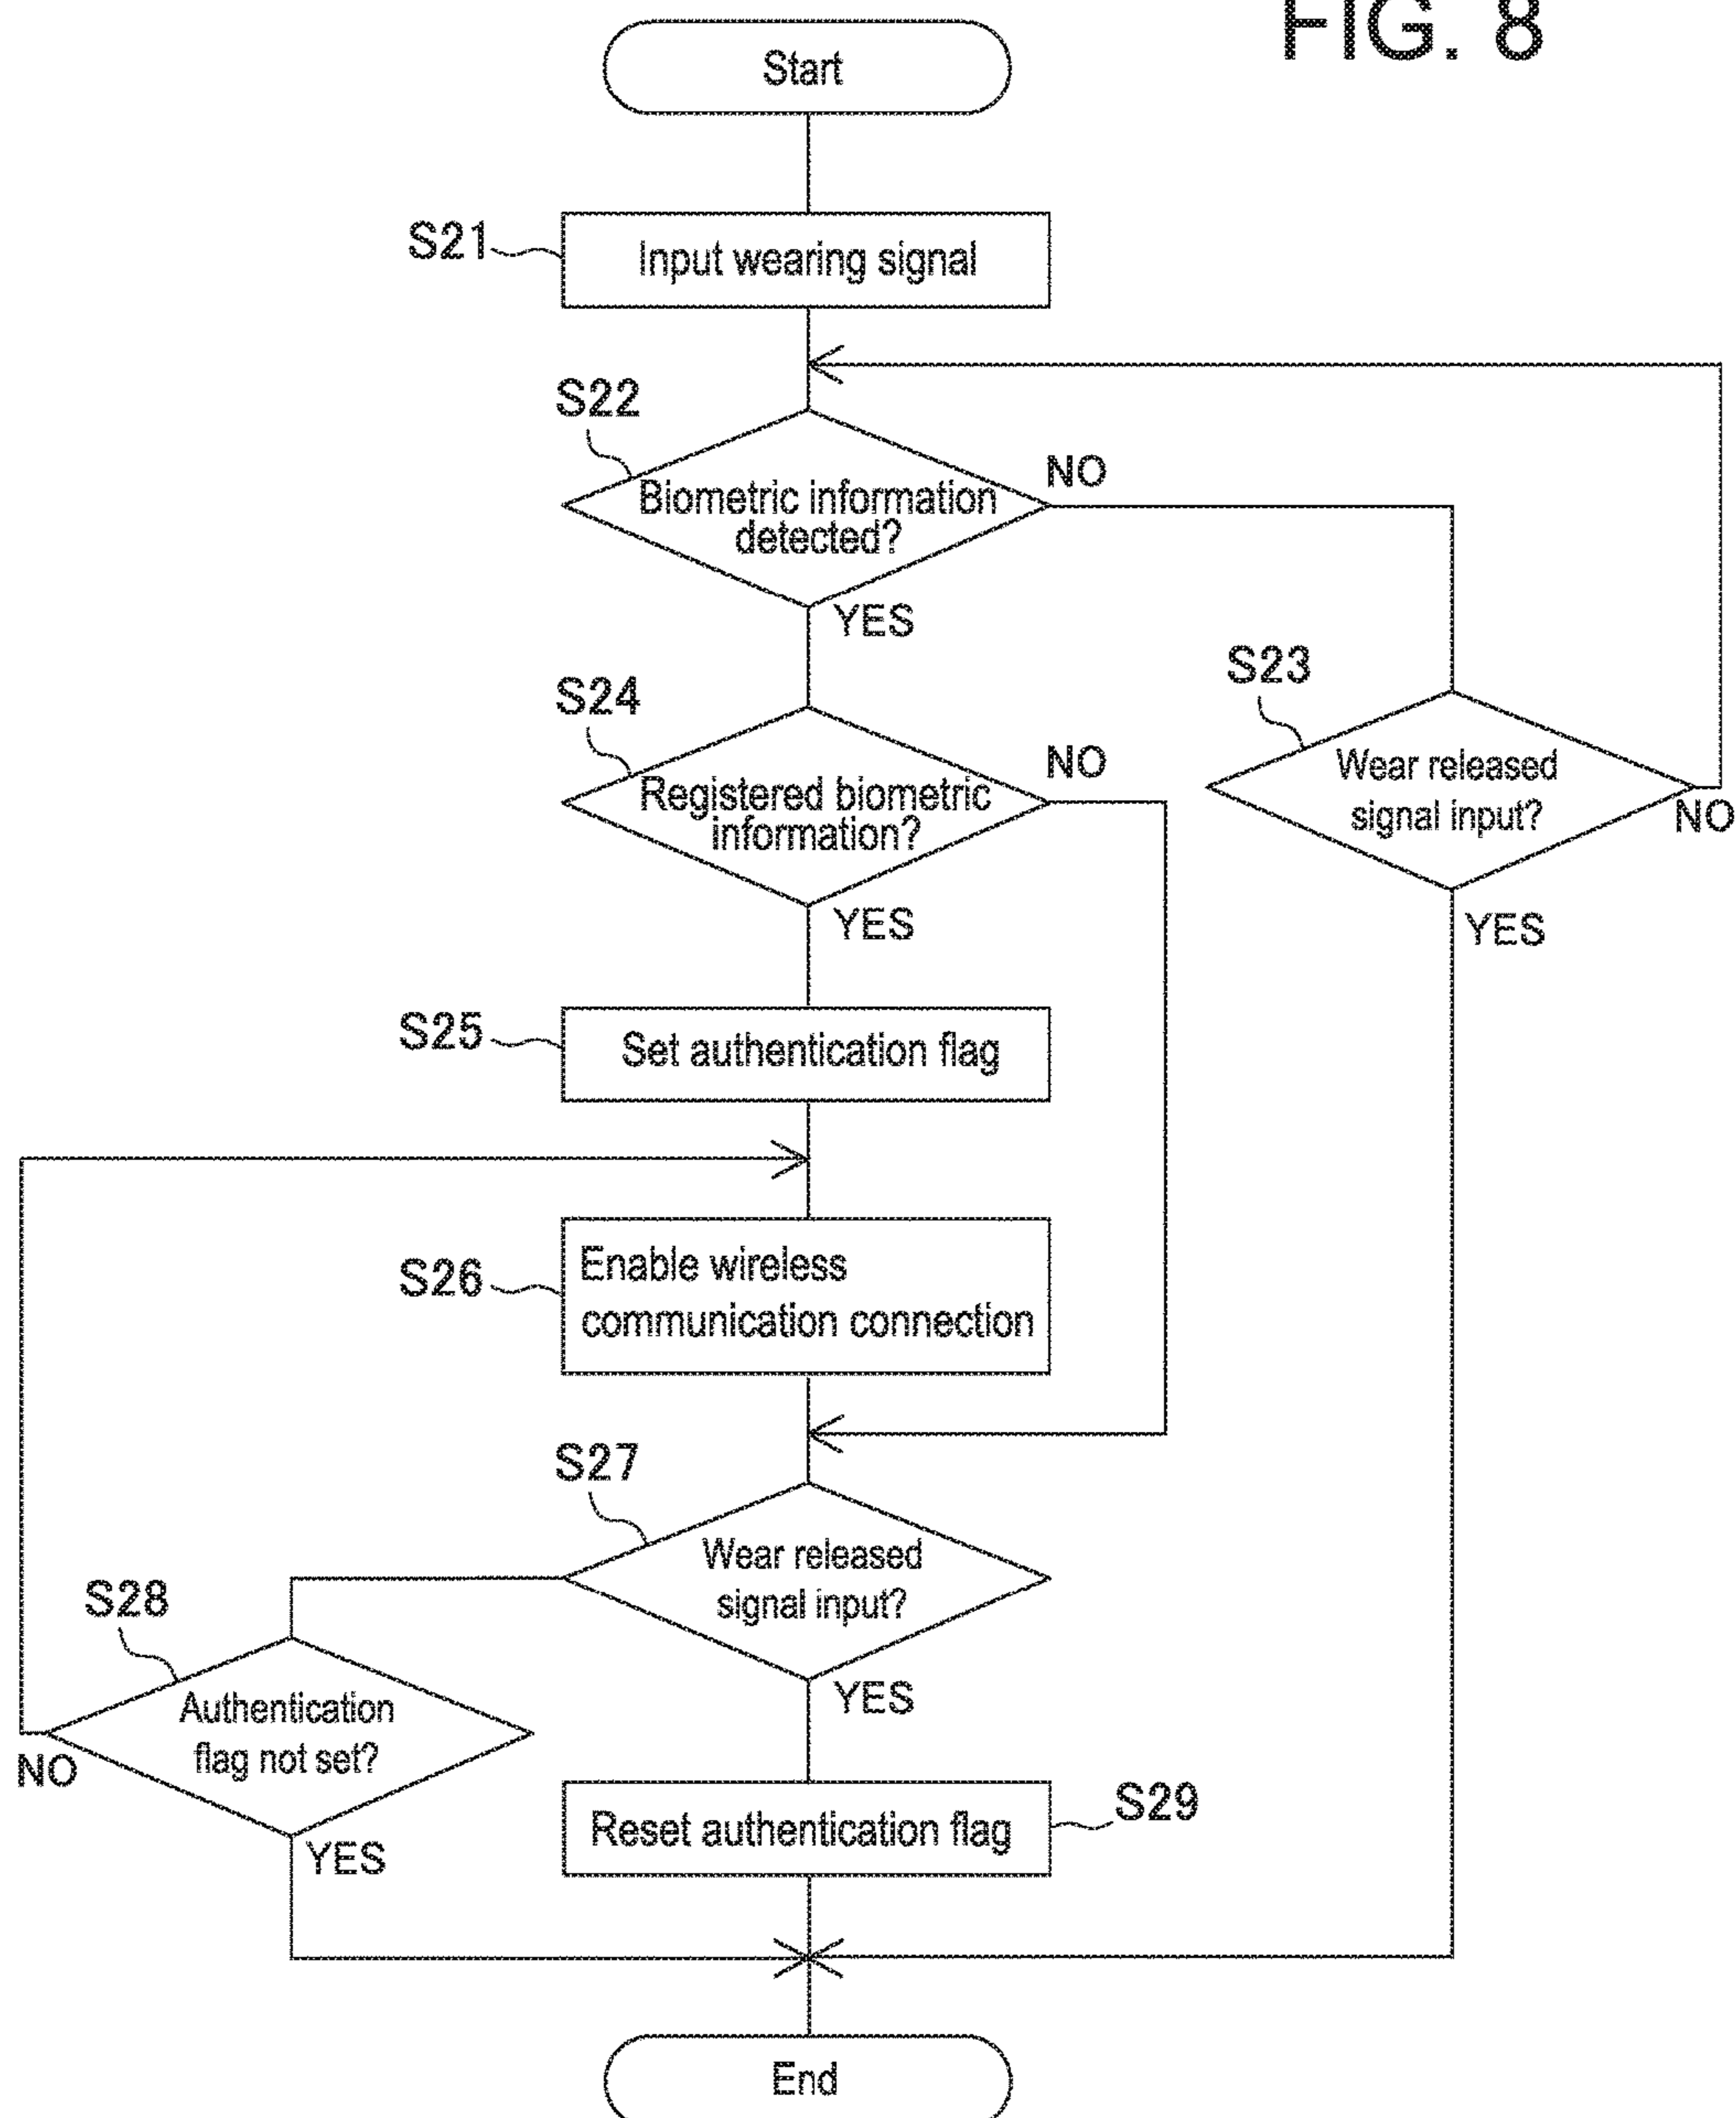 FIG. 8
Start
S21
Input wearing signal
S22
Biometric information
detected?
NO
YES
S23
Wear released
signal input?
NO
YES
S24
Registered biometric
information?
NO
YES
S25
Set authentication flag
S26
Enable wireless
communication connection
S27
Wear released
signal input?
YES
S28
Authentication
flag not set?
NO
YES
S29
Reset authentication flag
End